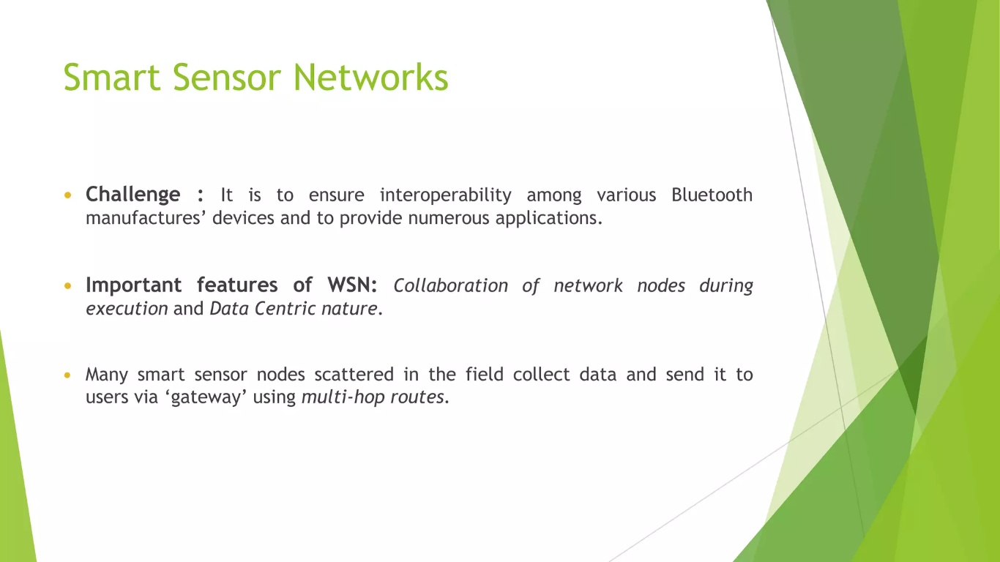 Smart Sensor Networks
• Challenge : It is to ensure interoperability among various Bluetooth
manufactures’ devices and to provide numerous applications.
• Important features of WSN: Collaboration of network nodes during
execution and Data Centric nature.
• Many smart sensor nodes scattered in the field collect data and send it to
users via ‘gateway’ using multi-hop routes.